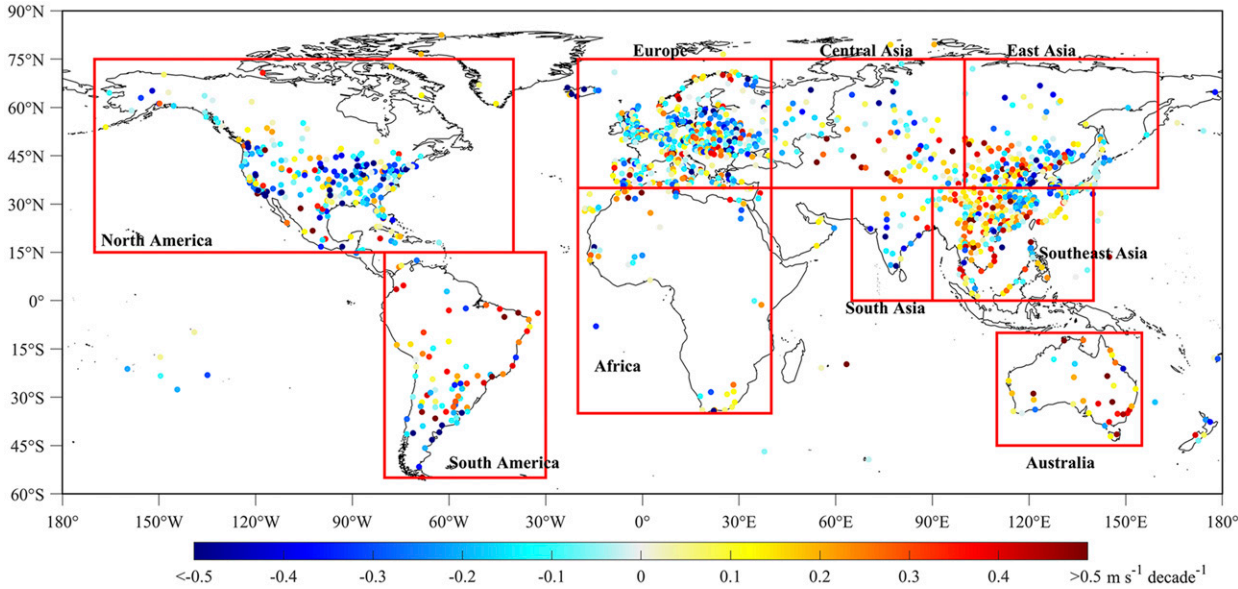 90°N
75°N
60°N
45°N
30°N
15°N
0°
15°S
30°S
45°S
60°S
Europe
Central Asia
East Asia
North America
Southeast Asia
South Asia
Africa
South America
Australia
180° 150°W 120°W 90°W 60°W 30°W 0° 30°E 60°E 90°E 120°E 150°E 180°
<-0.5 -0.4 -0.3 -0.2 -0.1 0 0.1 0.2 0.3 0.4 >0.5 m s⁻¹ decade⁻¹